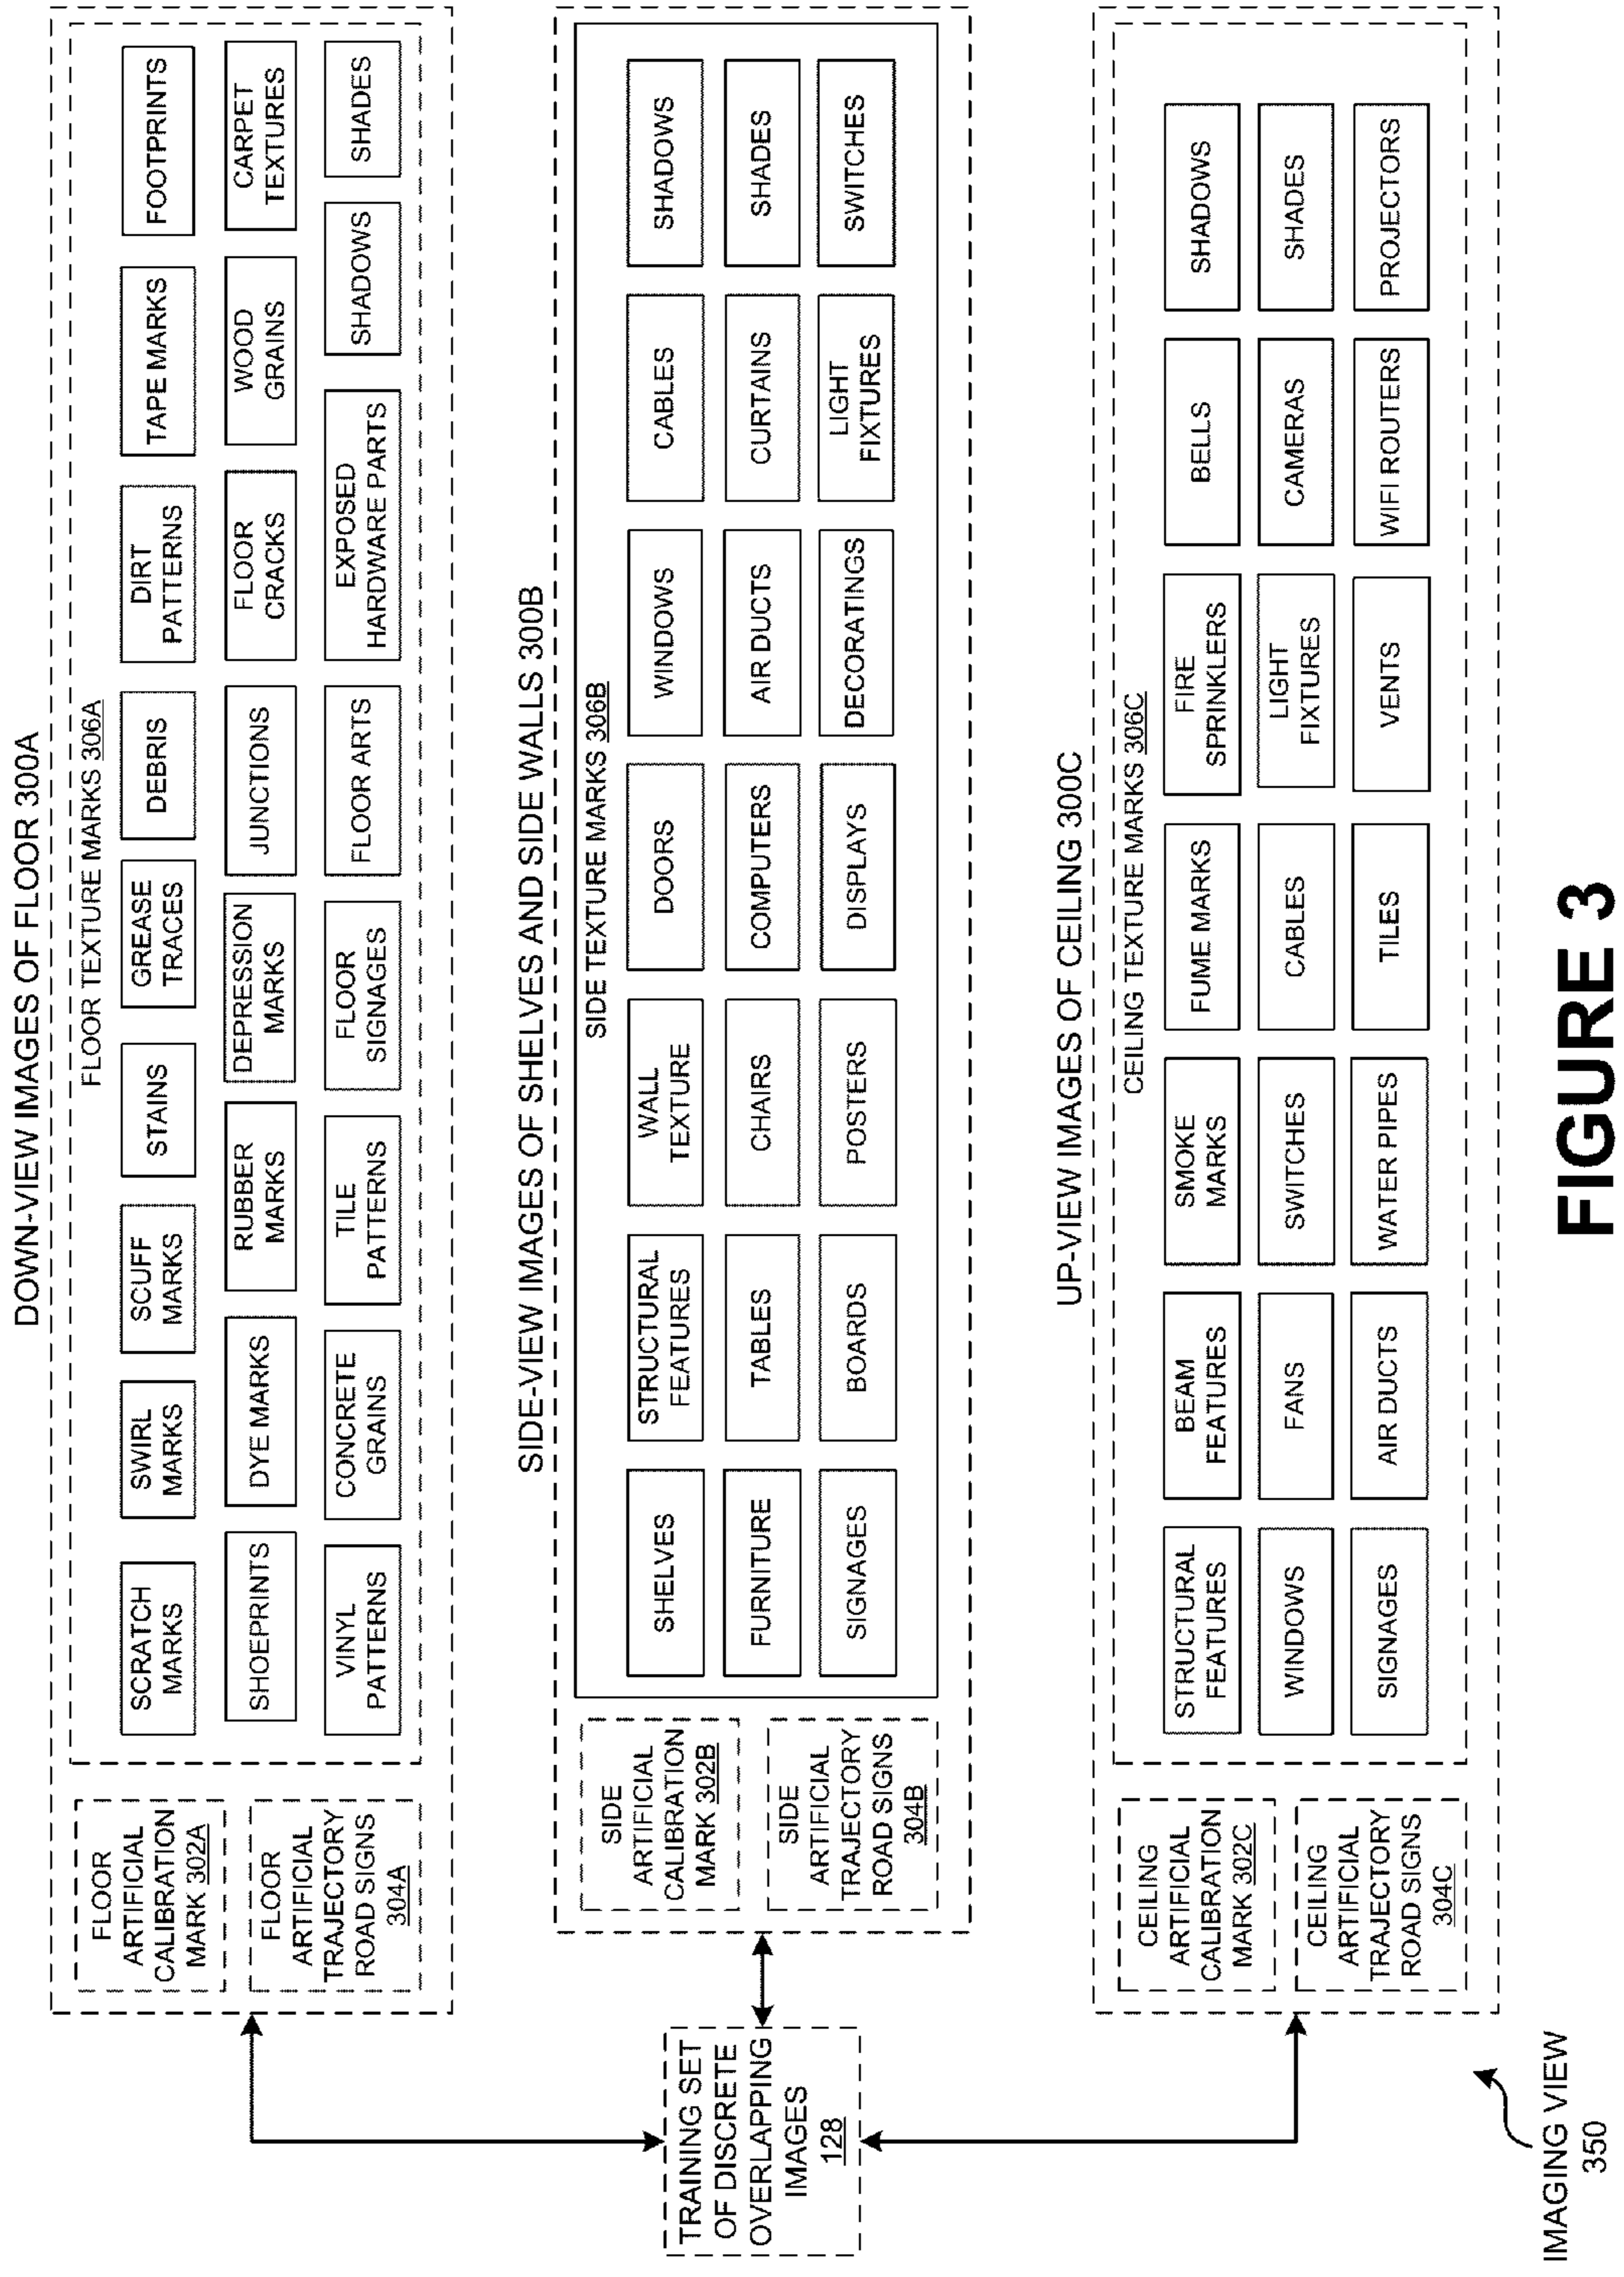 DOWN-VIEW IMAGES OF FLOOR 300A
FLOOR
ARTIFICIAL
CALIBRATION
MARK 302A
FLOOR
ARTIFICIAL
TRAJECTORY
ROAD SIGNS
304A
FLOOR TEXTURE MARKS 306A
SCRATCH
MARKS
SWIRL
MARKS
SCUFF
MARKS
STAINS
GREASE
TRACES
DEBRIS
DIRT
PATTERNS
TAPE MARKS
FOOTPRINTS
SHOEPRINTS
DYE MARKS
RUBBER
MARKS
DEPRESSION
MARKS
JUNCTIONS
FLOOR
CRACKS
WOOD
GRAINS
CARPET
TEXTURES
VINYL
PATTERNS
CONCRETE
GRAINS
TILE
PATTERNS
FLOOR
SIGNAGES
FLOOR ARTS
EXPOSED
HARDWARE PARTS
SHADOWS
SHADES
SIDE-VIEW IMAGES OF SHELVES AND SIDE WALLS 300B
SIDE
ARTIFICIAL
CALIBRATION
MARK 302B
SIDE
ARTIFICIAL
TRAJECTORY
ROAD SIGNS
304B
SIDE TEXTURE MARKS 306B
SHELVES
STRUCTURAL
FEATURES
WALL
TEXTURE
DOORS
WINDOWS
CABLES
SHADOWS
FURNITURE
TABLES
CHAIRS
COMPUTERS
AIR DUCTS
CURTAINS
SHADES
SIGNAGES
BOARDS
POSTERS
DISPLAYS
DECORATINGS
LIGHT
FIXTURES
SWITCHES
TRAINING SET
OF DISCRETE
OVERLAPPING
IMAGES
128
UP-VIEW IMAGES OF CEILING 300C
CEILING
ARTIFICIAL
CALIBRATION
MARK 302C
CEILING
ARTIFICIAL
TRAJECTORY
ROAD SIGNS
304C
CEILING TEXTURE MARKS 306C
STRUCTURAL
FEATURES
BEAM
FEATURES
SMOKE
MARKS
FUME MARKS
FIRE
SPRINKLERS
BELLS
SHADOWS
WINDOWS
FANS
SWITCHES
CABLES
LIGHT
FIXTURES
CAMERAS
SHADES
SIGNAGES
AIR DUCTS
WATER PIPES
TILES
VENTS
WIFI ROUTERS
PROJECTORS
IMAGING VIEW
350
FIGURE 3